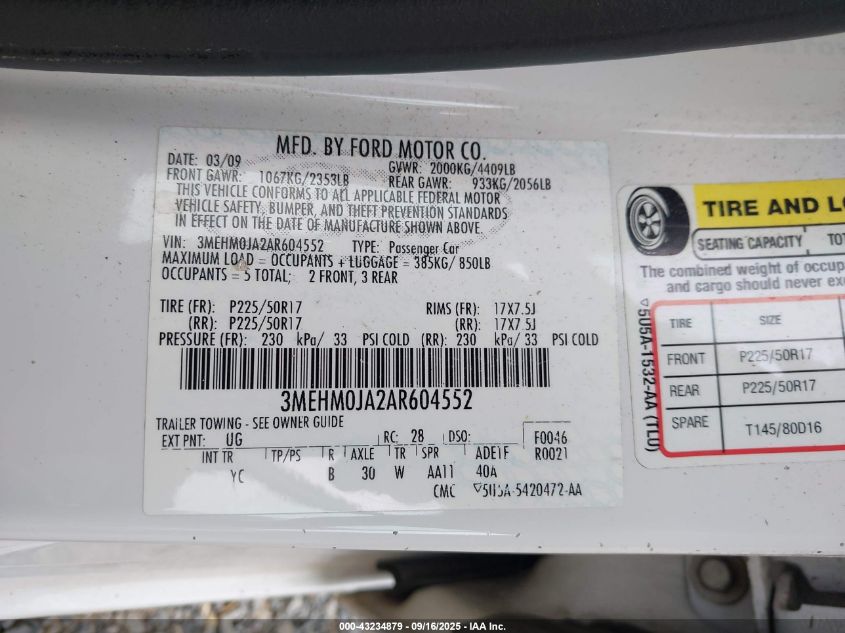 MFD. BY FORD MOTOR CO.
DATE: 03/09 GVWR: 2000KG/4409LB
FRONT GAWR: 1067KG/2353LB REAR GAWR: 933KG/2056LB
THIS VEHICLE CONFORMS TO ALL APPLICABLE FEDERAL MOTOR
VEHICLE SAFETY, BUMPER, AND THEFT PREVENTION STANDARDS
IN EFFECT ON THE DATE OF MANUFACTURE SHOWN ABOVE.
VIN: 3MEHM0JA2AR604552 TYPE: Passenger Car
MAXIMUM LOAD = OCCUPANTS + LUGGAGE = 385KG/ 850LB
OCCUPANTS = 5 TOTAL; 2 FRONT, 3 REAR
TIRE (FR): P225/50R17 RIMS (FR): 17X7.5J
(RR): P225/50R17 (RR): 17X7.5J
PRESSURE (FR): 230 kPa/ 33 PSI COLD (RR): 230 kPa/ 33 PSI COLD
3MEHM0JA2AR604552
TRAILER TOWING - SEE OWNER GUIDE
EXT PNT: UG RC: 28 DSO: F0046
R0021
INT TR TP/PS R AXLE TR SPR ADE1F
YC B 30 W AA11 40A
CMC ▽5U5A-5420472-AA
TIRE AND LO
SEATING CAPACITY TOT
The combined weight of occup
and cargo should never exc
TIRE SIZE
FRONT P225/50R17
REAR P225/50R17
SPARE T145/80D16
▽5U5A-1532-AA (TL0)
000-43234879 - 09/16/2025 - IAA Inc.